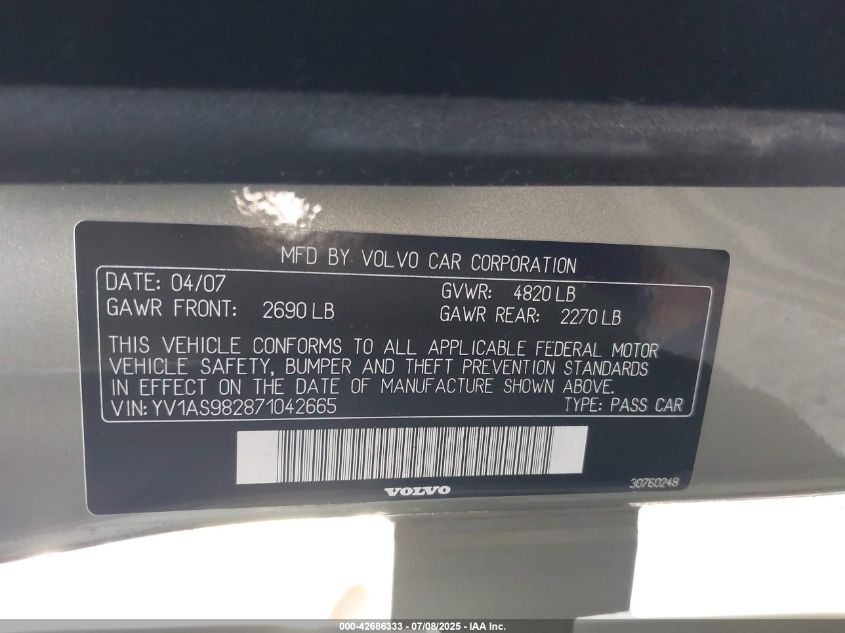 MFD BY VOLVO CAR CORPORATION
DATE: 04/07 GVWR: 4820 LB
GAWR FRONT: 2690 LB GAWR REAR: 2270 LB
THIS VEHICLE CONFORMS TO ALL APPLICABLE FEDERAL MOTOR
VEHICLE SAFETY, BUMPER AND THEFT PREVENTION STANDARDS
IN EFFECT ON THE DATE OF MANUFACTURE SHOWN ABOVE.
VIN: YV1AS982871042665 TYPE: PASS CAR
VOLVO
30760248
000-42686333 - 07/08/2025 - IAA Inc.